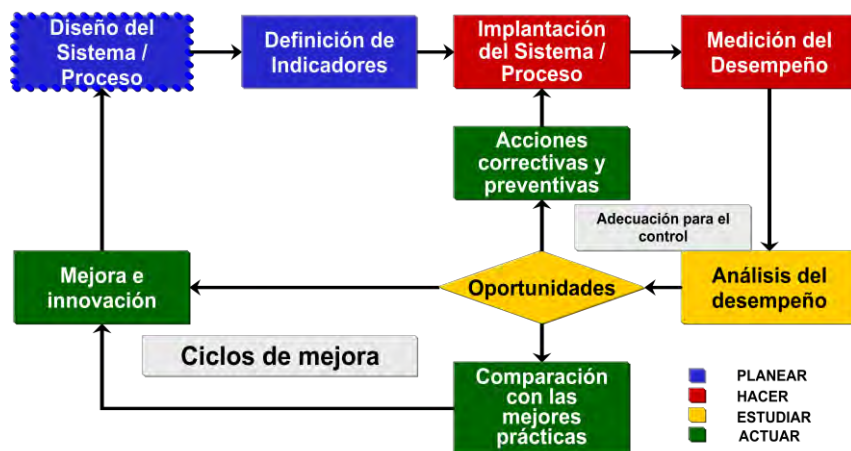 Diseño del
Sistema /
Proceso
Definición de
Indicadores
Implantación
del Sistema /
Proceso
Medición del
Desempeño
Acciones
correctivas y
preventivas
Adecuación para el
control
Mejora e
innovación
Oportunidades
Análisis del
desempeño
Ciclos de mejora
Comparación
con las
mejores
prácticas
PLANEAR
HACER
ESTUDIAR
ACTUAR